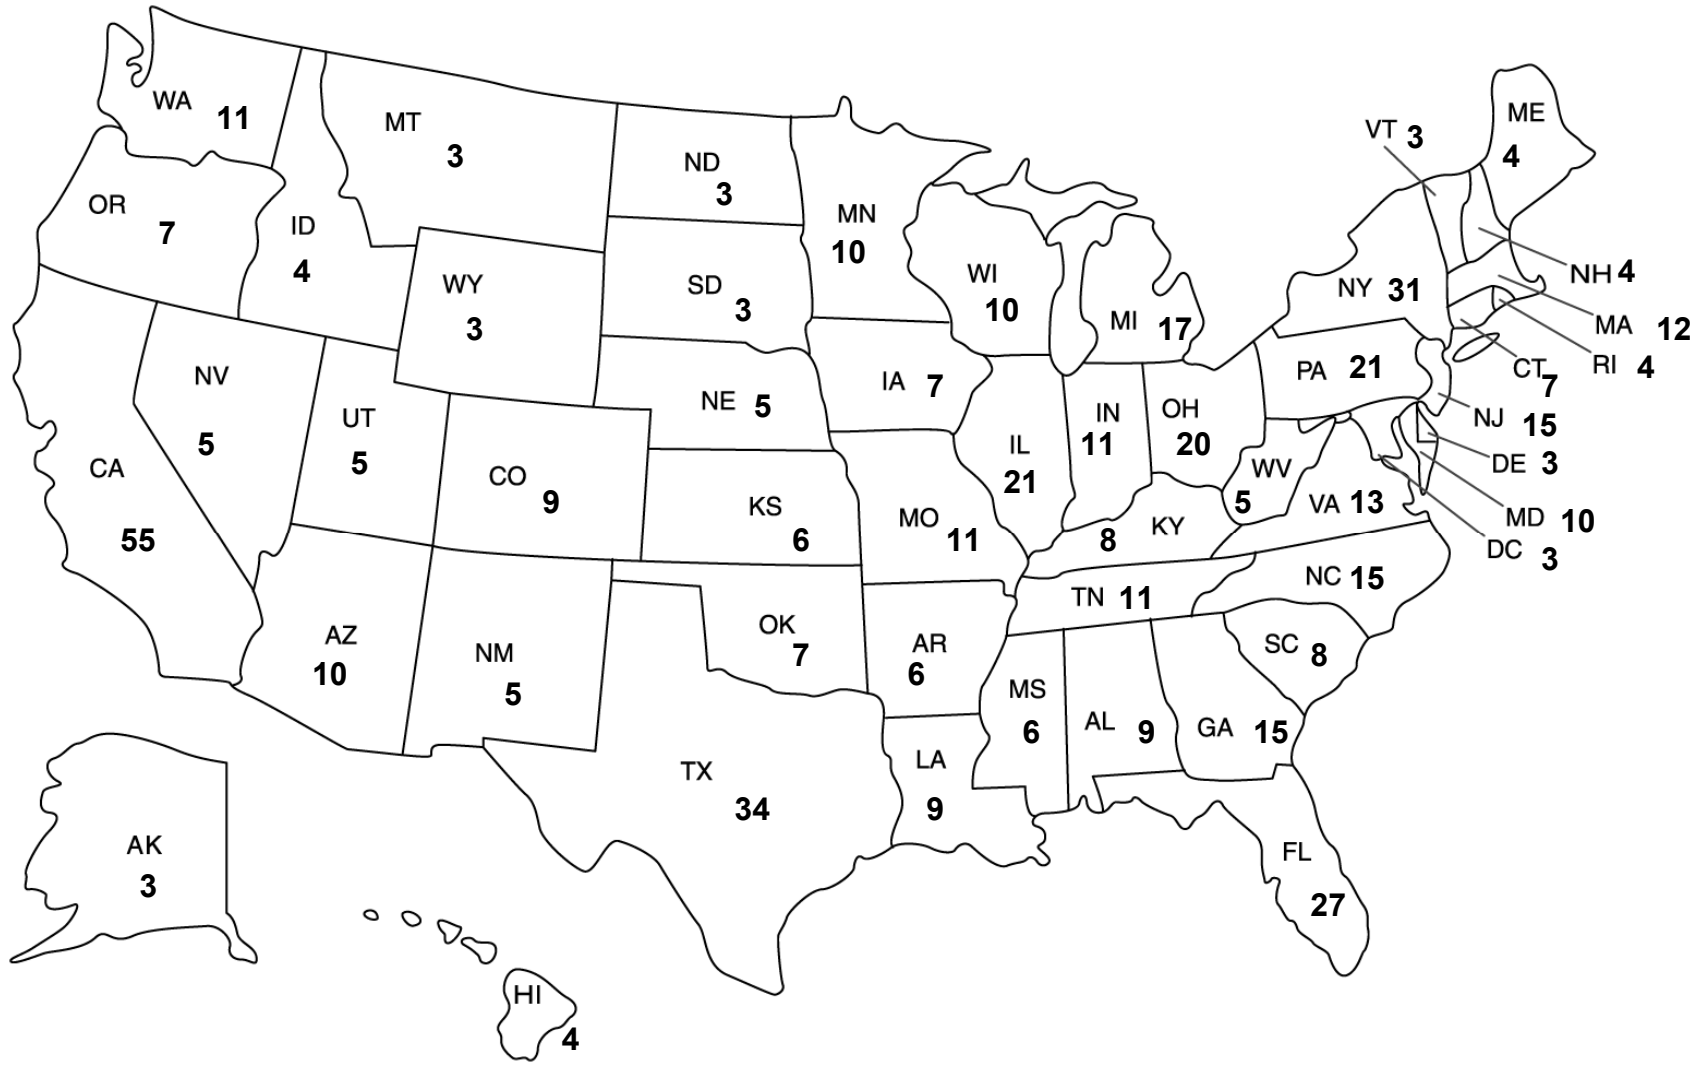 WA 11
MT 3
ND 3
MN 10
VT 3
ME 4
OR 7
ID 4
WY 3
SD 3
WI 10
MI 17
NY 31
NH 4
MA 12
RI 4
CT 7
NJ 15
DE 3
MD 10
DC 3
NV 5
UT 5
CA 55
CO 9
NE 5
IA 7
IL 21
IN 11
OH 20
PA 21
WV 5
VA 13
KS 6
MO 11
KY 8
NC 15
TN 11
AZ 10
NM 5
OK 7
AR 6
SC 8
MS 6
AL 9
GA 15
TX 34
LA 9
FL 27
AK 3
HI 4